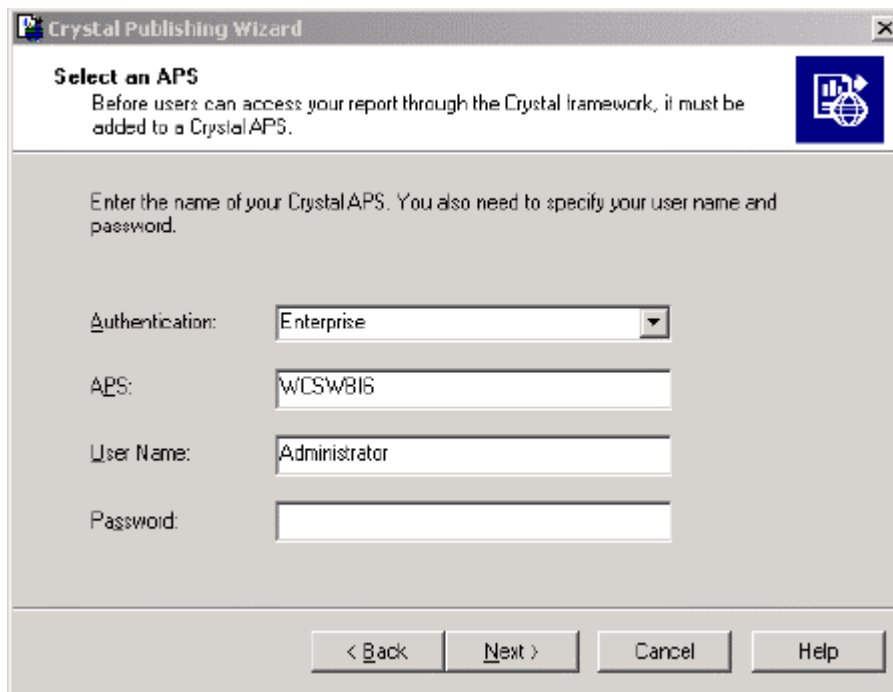 Crystal Publishing Wizard
Select an APS
Before users can access your report through the Crystal framework, it must be
added to a Crystal APS.
Enter the name of your Crystal APS. You also need to specify your user name and
password.
Authentication: Enterprise
APS: WCSWBI6
User Name: Administrator
Password:
< Back Next > Cancel Help